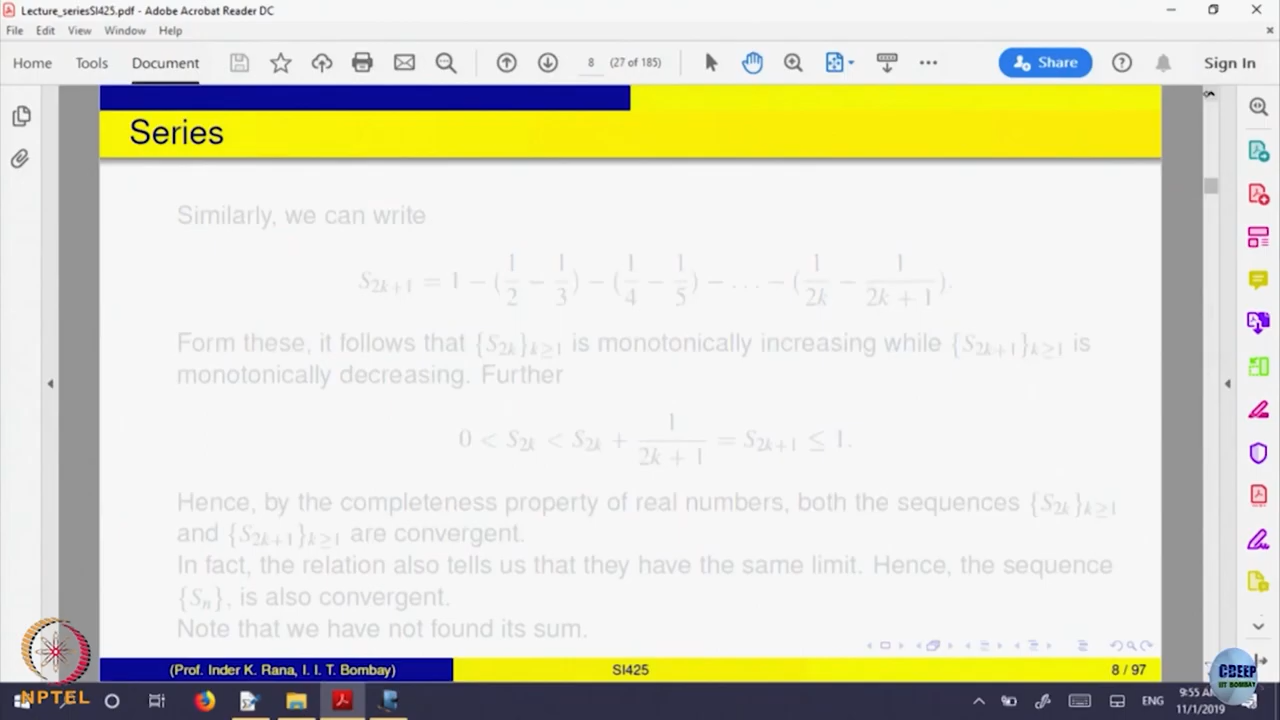 Lecture_seriesSI425.pdf - Adobe Acrobat Reader DC
File Edit View Window Help
Home Tools Document 8 (27 of 185) Share Sign In
Series
Similarly, we can write
S_{2k+1} = 1 − (1/2 − 1/3) − (1/4 − 1/5) − … − (1/2k − 1/(2k + 1)).
Form these, it follows that {S_{2k}}_{k≥1} is monotonically increasing while {S_{2k+1}}_{k≥1} is
monotonically decreasing. Further
0 < S_{2k} < S_{2k} + 1/(2k + 1) = S_{2k+1} ≤ 1.
Hence, by the completeness property of real numbers, both the sequences {S_{2k}}_{k≥1}
and {S_{2k+1}}_{k≥1} are convergent.
In fact, the relation also tells us that they have the same limit. Hence, the sequence
{S_n}, is also convergent.
Note that we have not found its sum.
(Prof. Inder K. Rana, I. I. T. Bombay) SI425 8 / 97
NPTEL
CDEEP
IIT BOMBAY
ENG
9:55 AM
11/1/2019